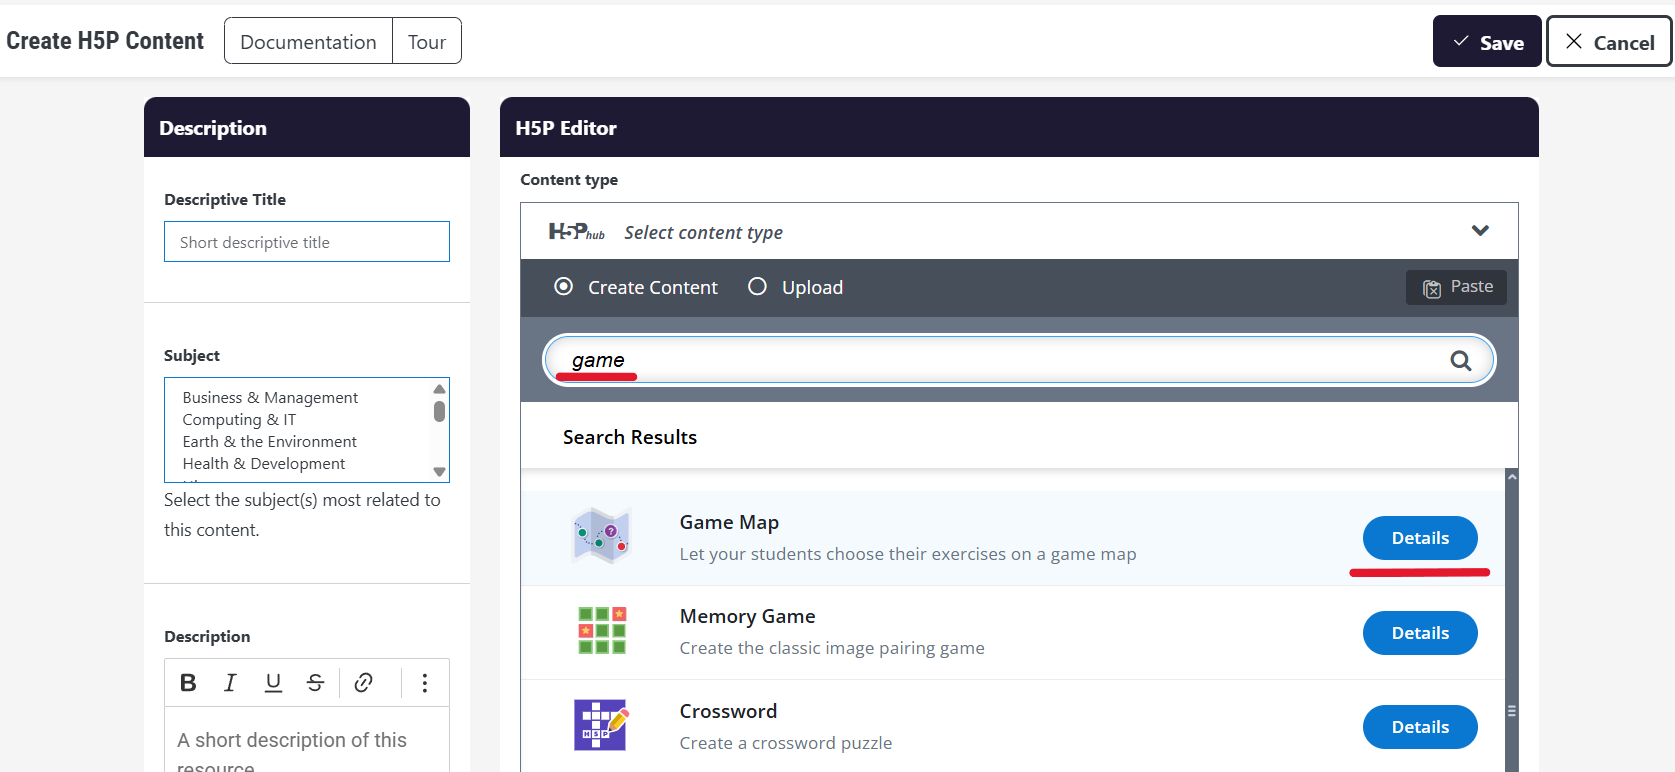 Create H5P Content
Documentation
Tour
Save
Cancel
Description
Descriptive Title
Short descriptive title
Subject
Business & Management
Computing & IT
Earth & the Environment
Health & Development
Select the subject(s) most related to
this content.
Description
B I U S
A short description of this
resource
H5P Editor
Content type
H5Phub Select content type
Create Content
Upload
Paste
game
Search Results
Game Map
Let your students choose their exercises on a game map
Details
Memory Game
Create the classic image pairing game
Details
H5P
Crossword
Create a crossword puzzle
Details